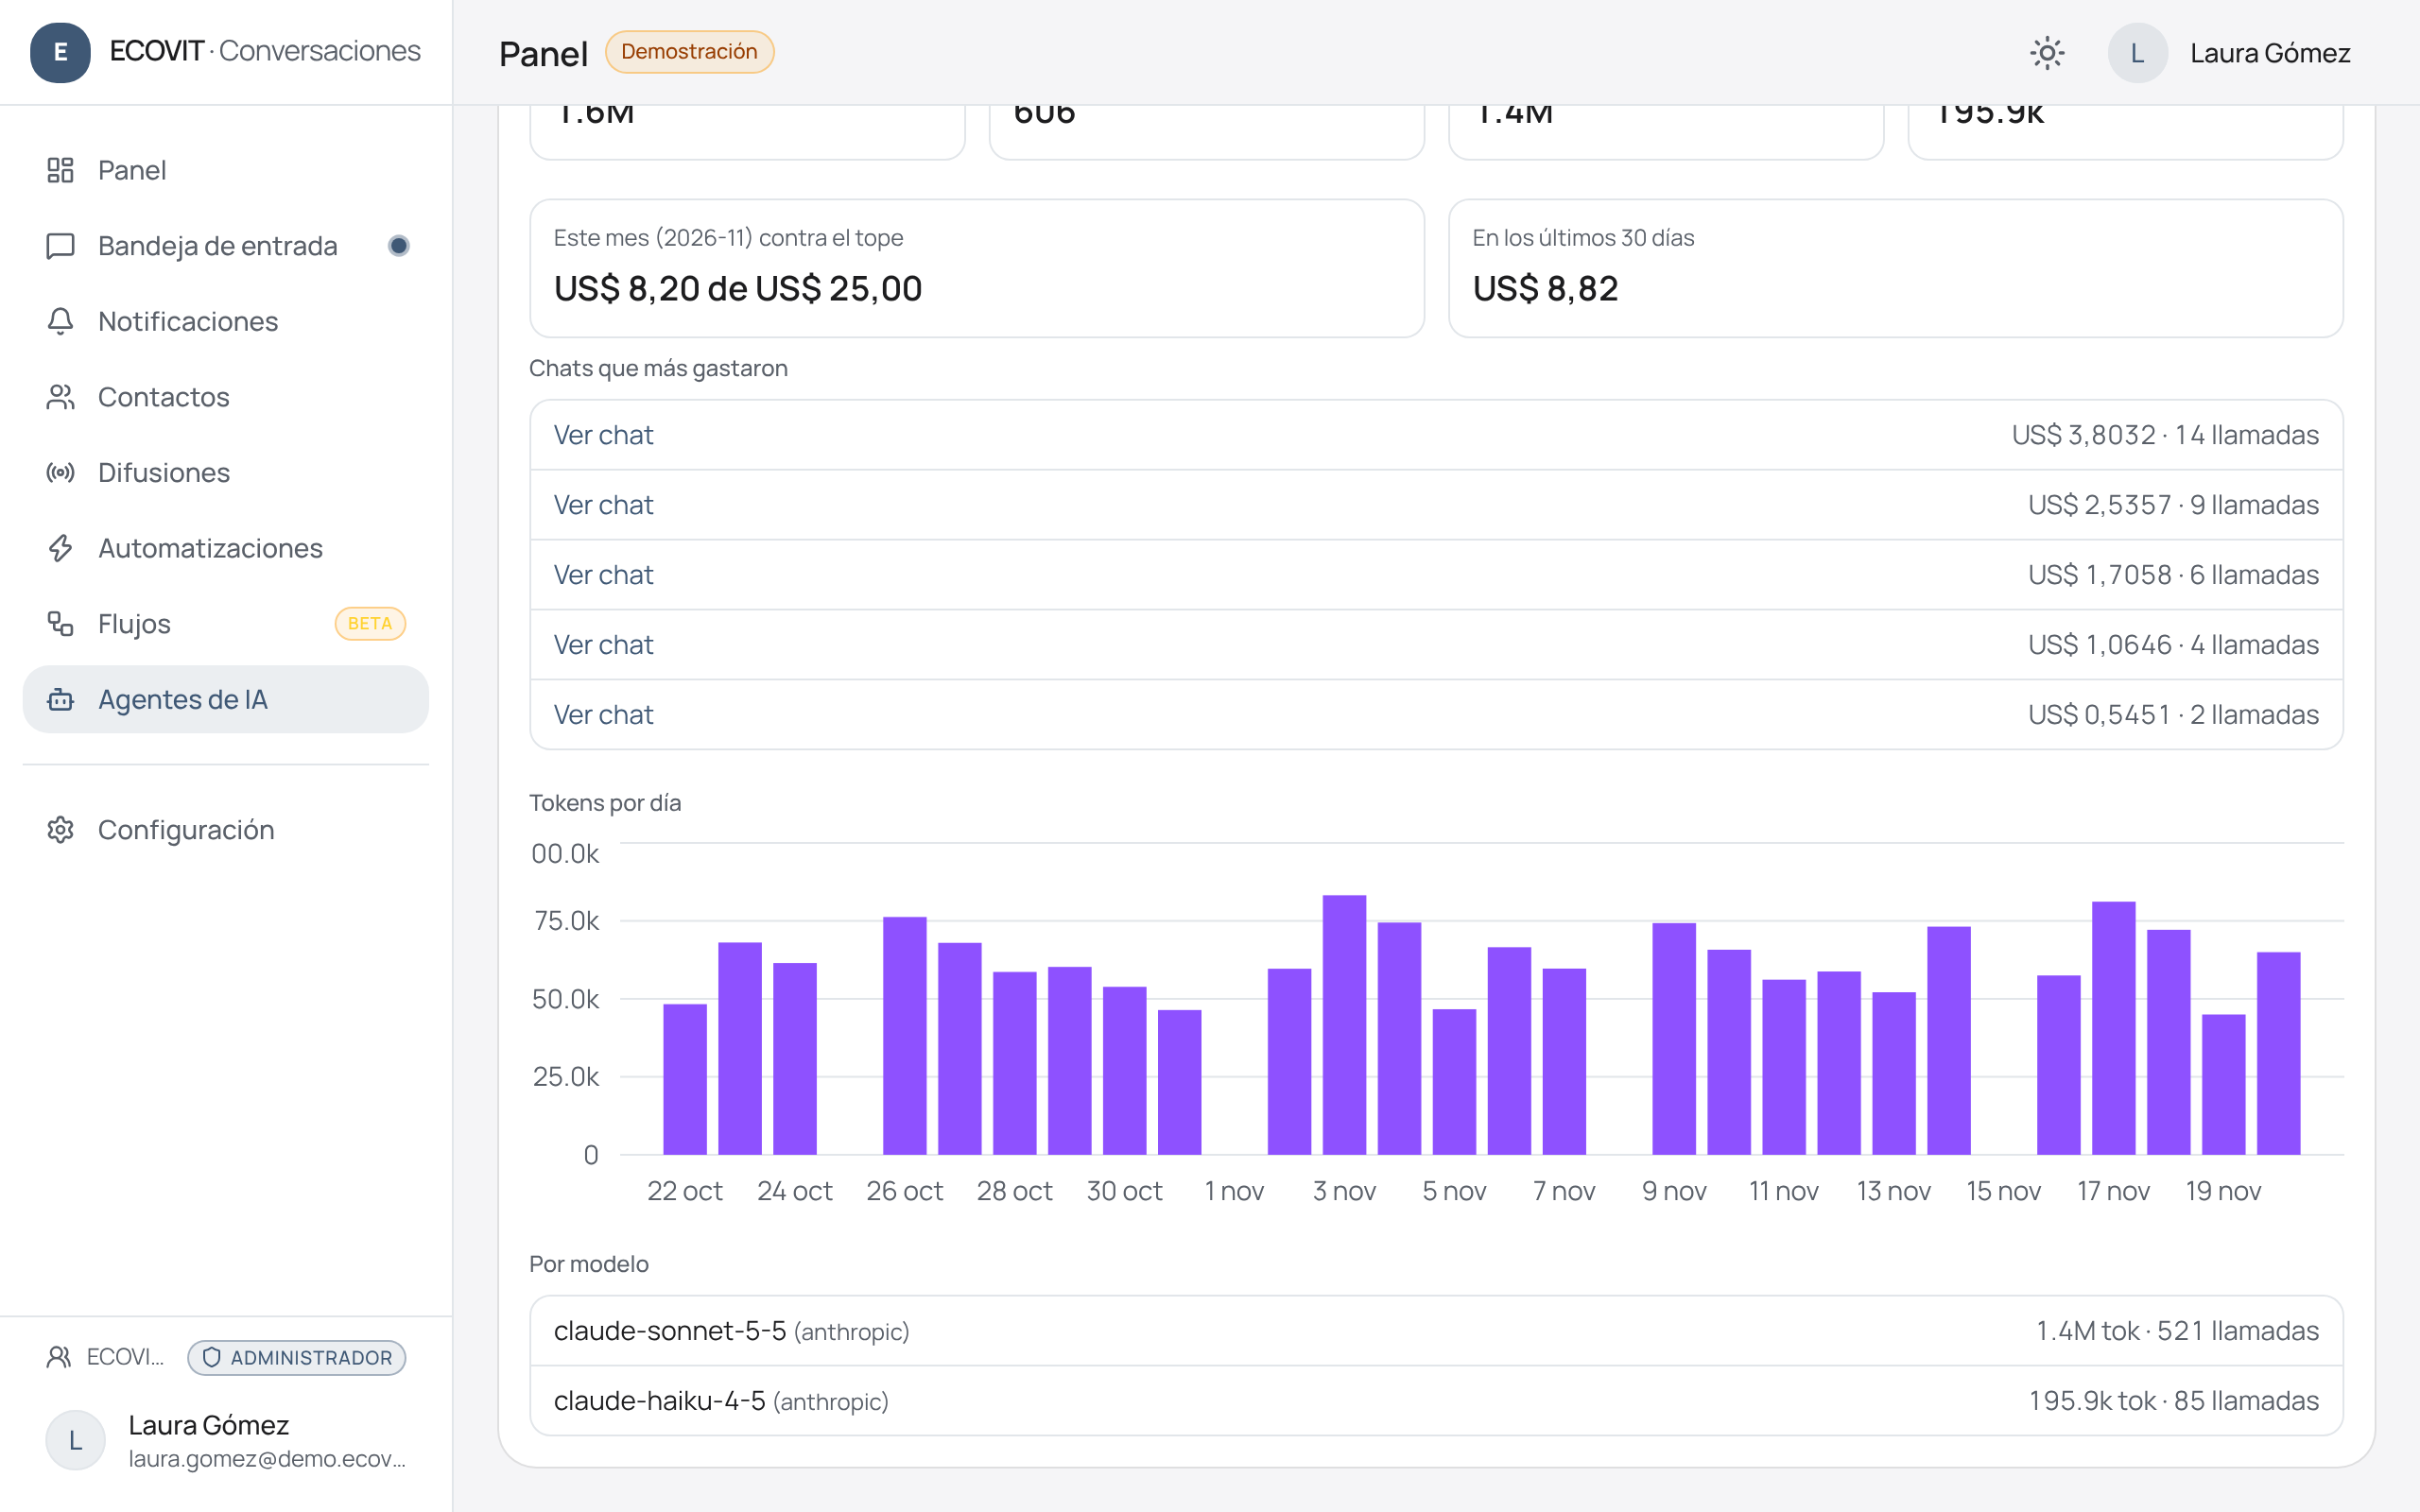 E ECOVIT · Conversaciones
Panel Demostración
L Laura Gómez
Panel
Bandeja de entrada
Notificaciones
Contactos
Difusiones
Automatizaciones
Flujos BETA
Agentes de IA
Configuración
ECOVI... ADMINISTRADOR
L Laura Gómez
laura.gomez@demo.ecov...
1.6M 606 1.4M 195.9k
Este mes (2026-11) contra el tope
US$ 8,20 de US$ 25,00
En los últimos 30 días
US$ 8,82
Chats que más gastaron
Ver chat US$ 3,8032 · 14 llamadas
Ver chat US$ 2,5357 · 9 llamadas
Ver chat US$ 1,7058 · 6 llamadas
Ver chat US$ 1,0646 · 4 llamadas
Ver chat US$ 0,5451 · 2 llamadas
Tokens por día
00.0k
75.0k
50.0k
25.0k
0
22 oct 24 oct 26 oct 28 oct 30 oct 1 nov 3 nov 5 nov 7 nov 9 nov 11 nov 13 nov 15 nov 17 nov 19 nov
Por modelo
claude-sonnet-5-5 (anthropic) 1.4M tok · 521 llamadas
claude-haiku-4-5 (anthropic) 195.9k tok · 85 llamadas